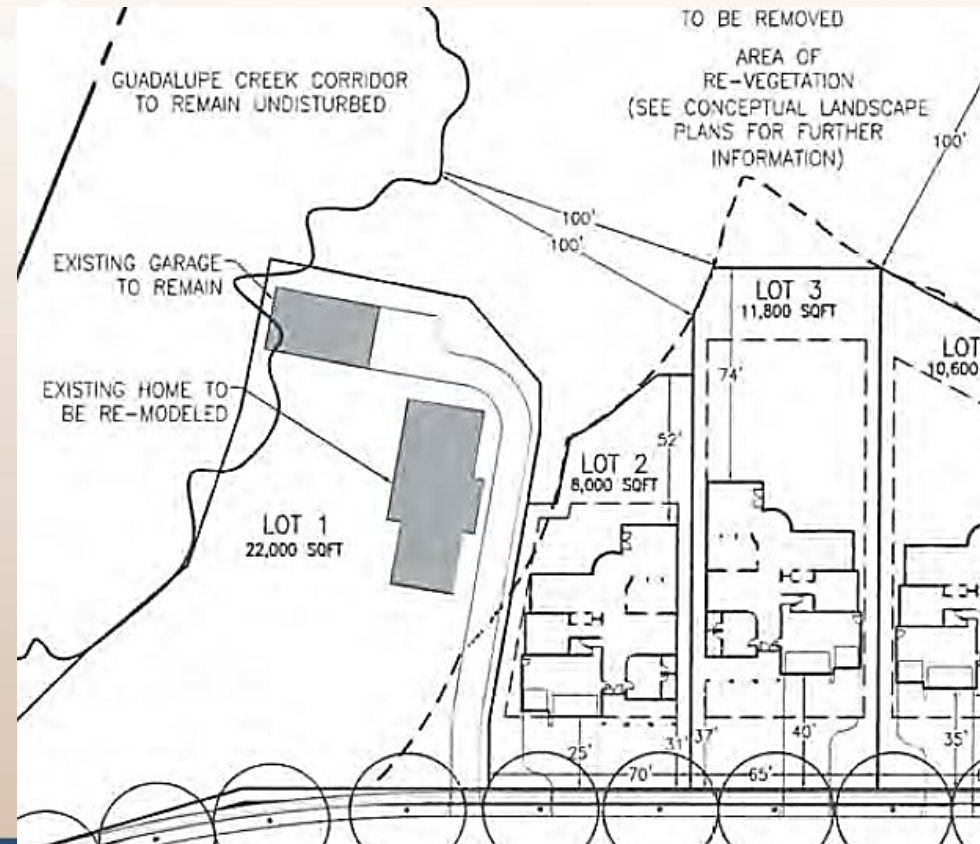 TO BE REMOVED
AREA OF
RE-VEGETATION
(SEE CONCEPTUAL LANDSCAPE
PLANS FOR FURTHER
INFORMATION)
GUADALUPE CREEK CORRIDOR
TO REMAIN UNDISTURBED
100'
100'
100'
EXISTING GARAGE
TO REMAIN
LOT 3
11,800 SQFT
LOT
10,600
74'
EXISTING HOME TO
BE RE-MODELED
52'
LOT 2
8,000 SQFT
LOT 1
22,000 SQFT
25'
31'
37'
40'
35'
70'
65'